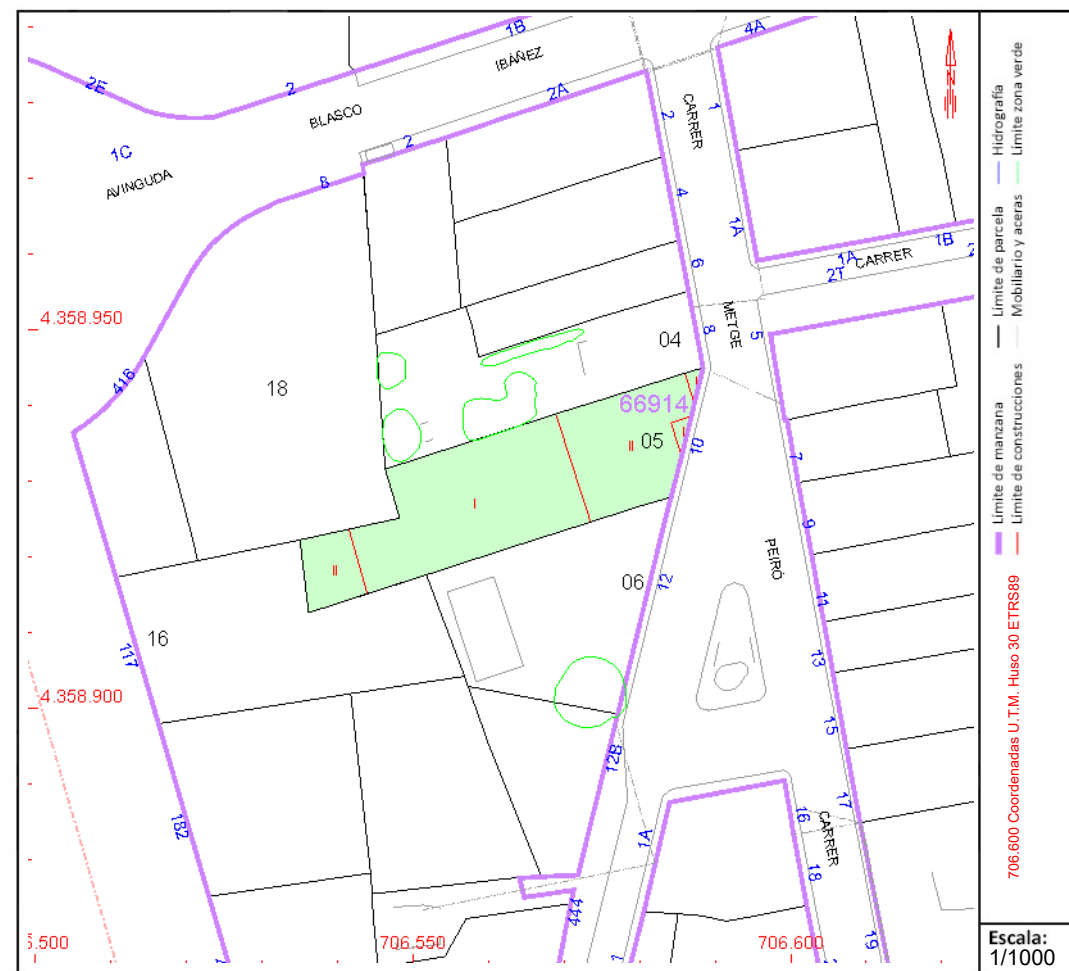 1B
4A
IBÁÑEZ
2E
2
2A
CARRER
1
BLASCO
2
2
1C
AVINGUDA
8
4
1A
6
1A
2T
CARRER
1B
2
4.358.950
METGE
8
5
04
416
18
66914
05
II
I
10
7
I
9
PEIRÓ
II
06
12
11
16
117
13
4.358.900
15
12B
17
182
1A
16
CARRER
18
444
19
706.550
706.600
5.500
Límite de manzana
Límite de parcela
Hidrografía
Límite de construcciones
Mobiliario y aceras
Límite zona verde
706.600 Coordenadas U.T.M. Huso 30 ETRS89
Escala:
1/1000